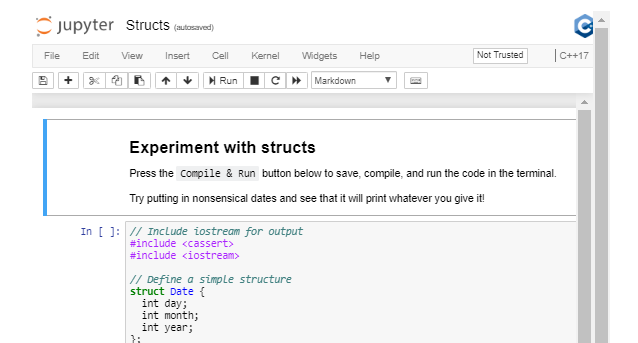 jupyter Structs (autosaved)
File Edit View Insert Cell Kernel Widgets Help Not Trusted C++17
Run Markdown
Experiment with structs
Press the Compile & Run button below to save, compile, and run the code in the terminal.
Try putting in nonsensical dates and see that it will print whatever you give it!
In [ ]: // Include iostream for output
#include <cassert>
#include <iostream>
// Define a simple structure
struct Date {
int day;
int month;
int year;
};